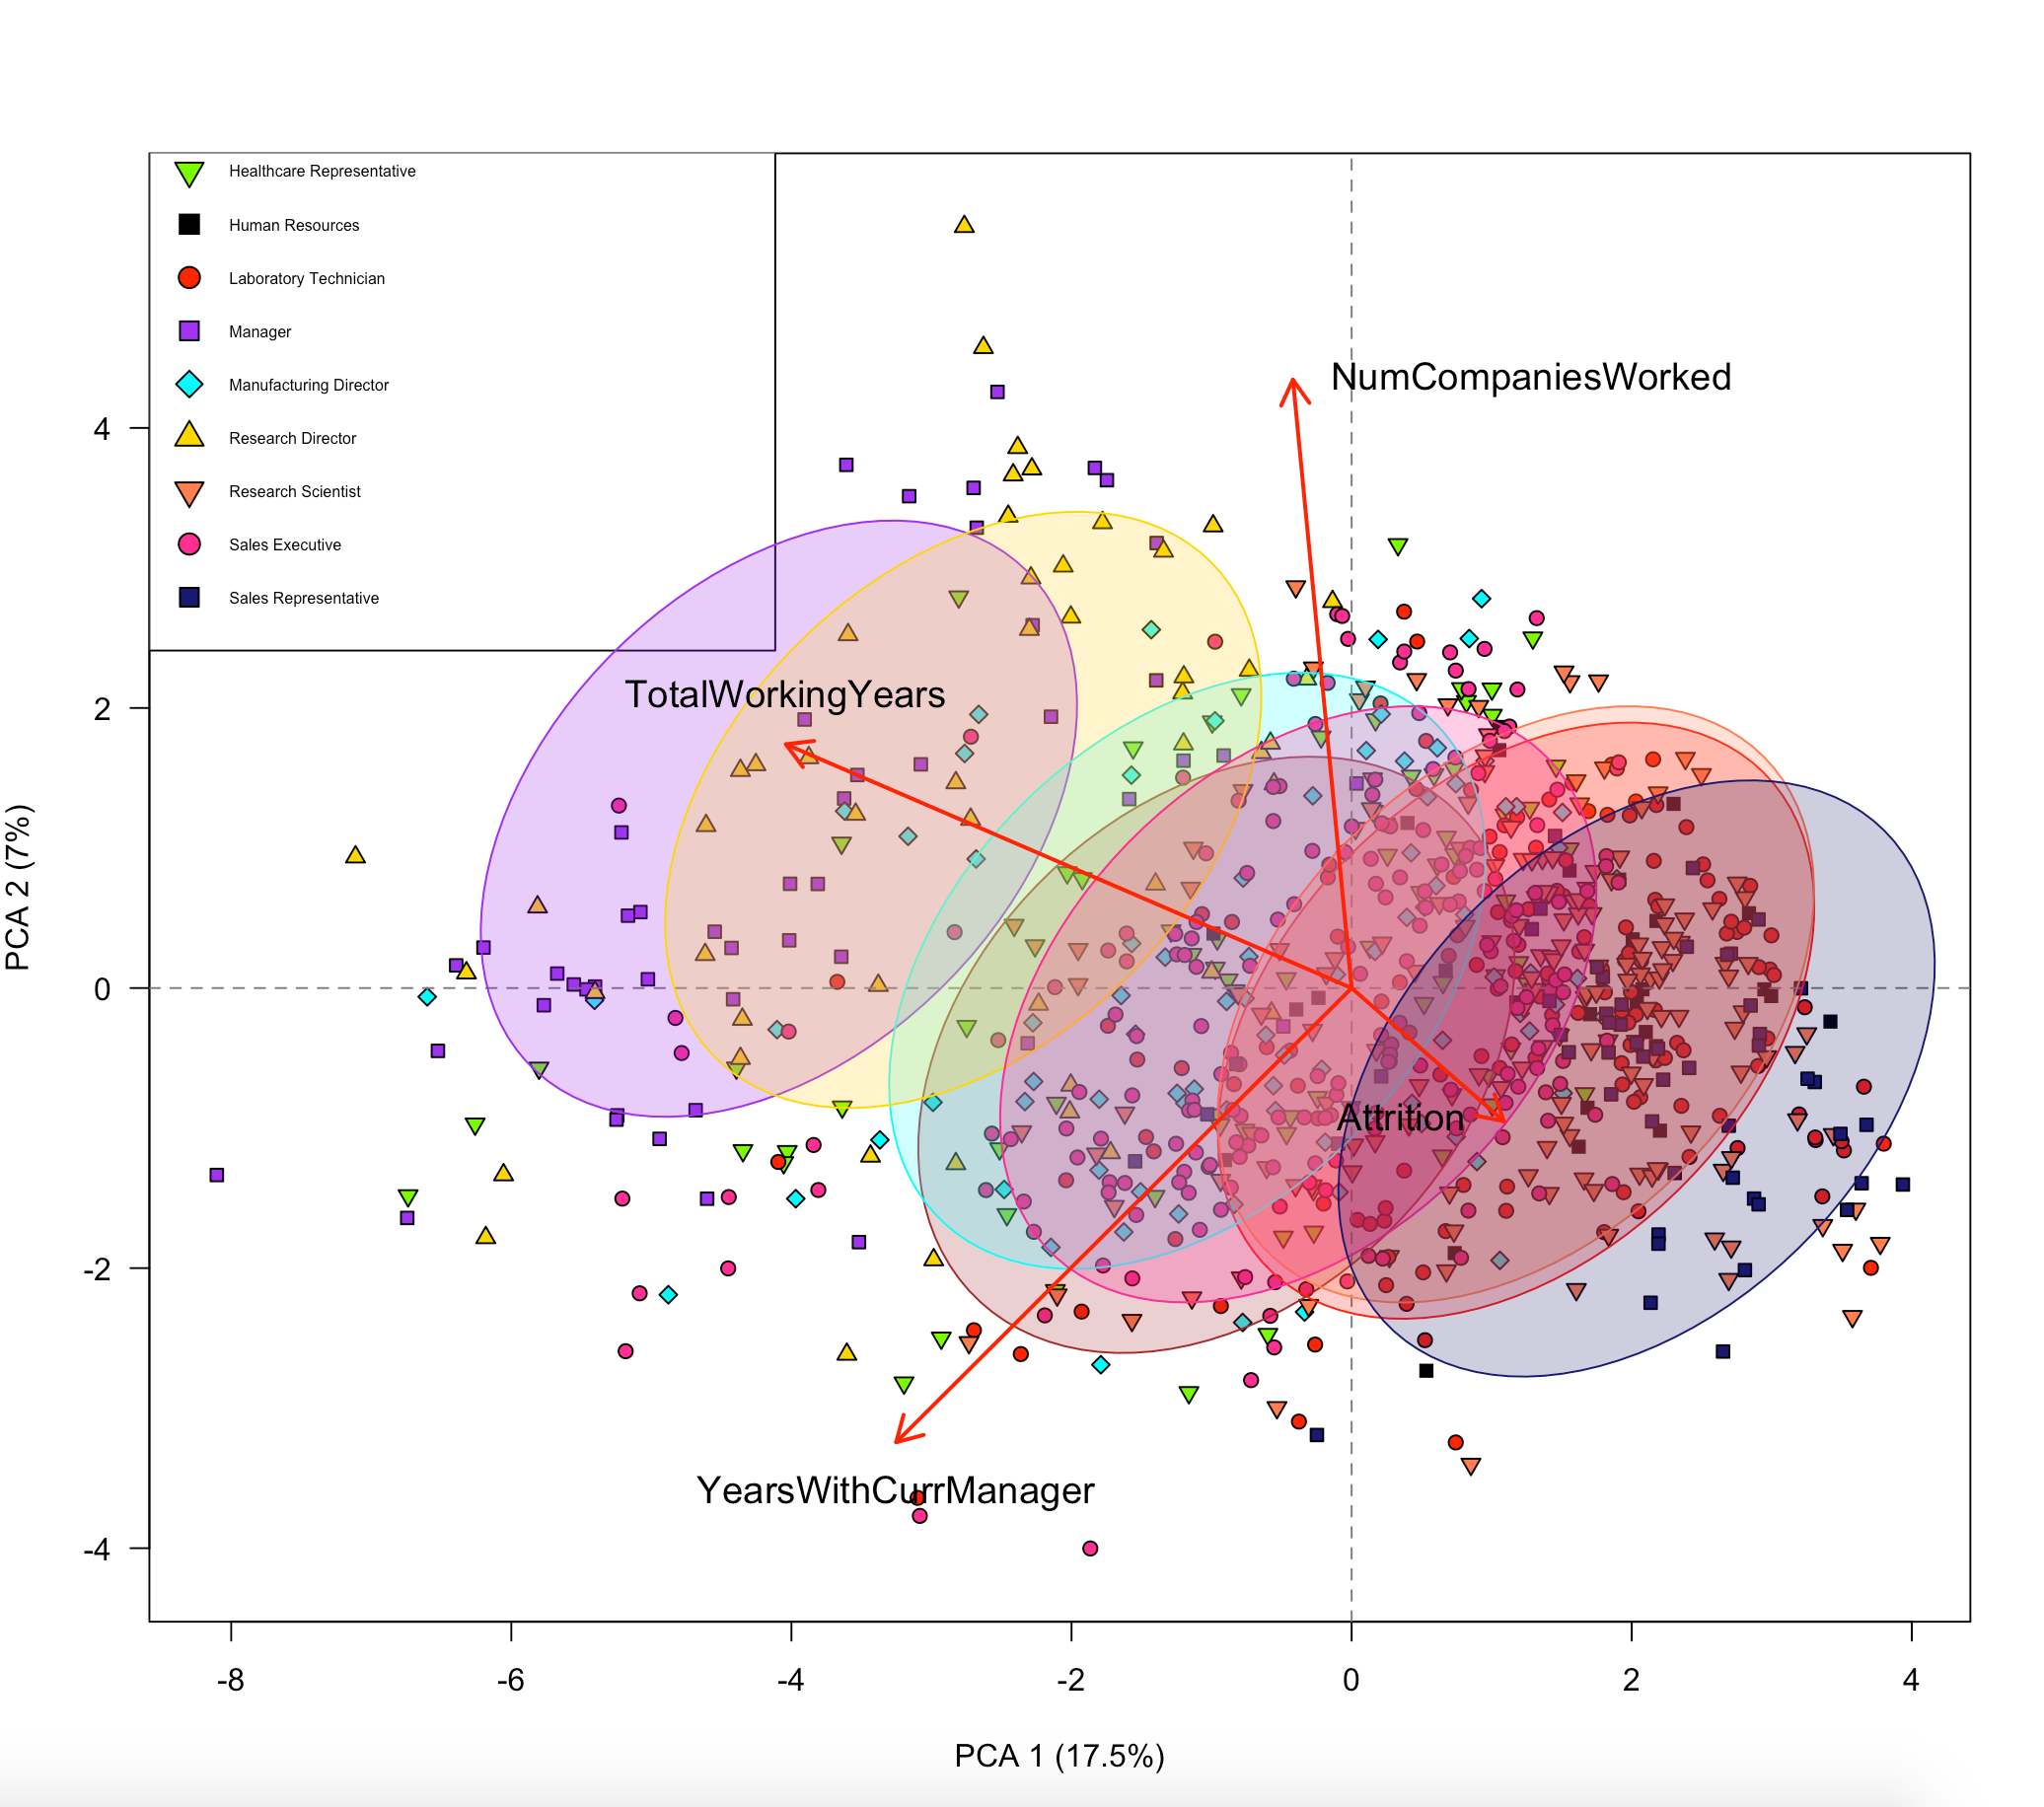 Healthcare Representative
Human Resources
Laboratory Technician
Manager
Manufacturing Director
Research Director
Research Scientist
Sales Executive
Sales Representative
NumCompaniesWorked
TotalWorkingYears
Attrition
YearsWithCurrManager
PCA 2 (7%)
4
2
0
-2
-4
-8 -6 -4 -2 0 2 4
PCA 1 (17.5%)